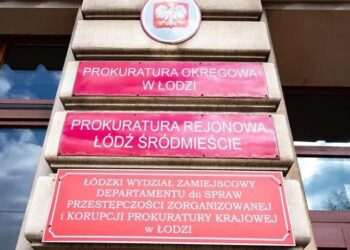 PROKURATURA OKRĘGOWA
W ŁODZI
PROKURATURA REJONOWA
ŁÓDŹ ŚRÓDMIEŚCIE
ŁÓDZKI WYDZIAŁ ZAMIEJSCOWY
DEPARTAMENTU do SPRAW
PRZESTĘPCZOŚCI ZORGANIZOWANEJ
i KORUPCJI PROKURATURY KRAJOWEJ
w ŁODZI